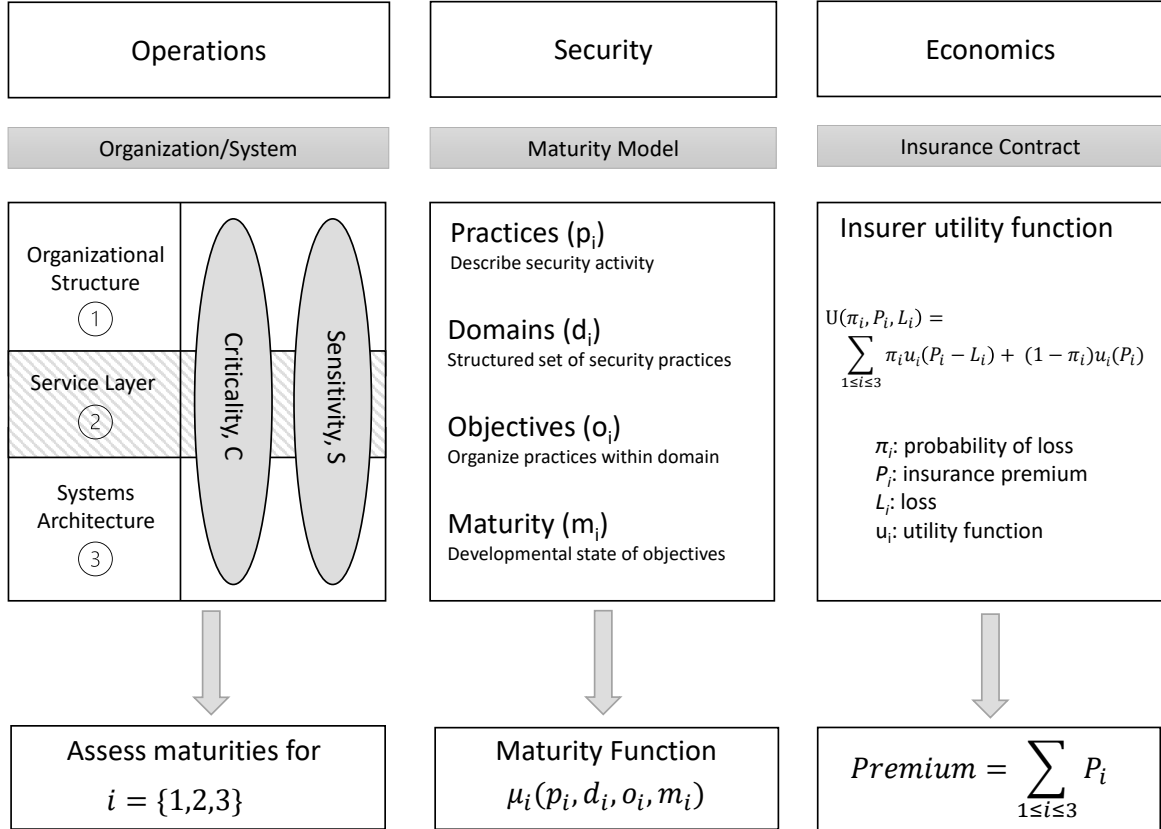 Operations
Security
Economics
Organization/System
Maturity Model
Insurance Contract
Organizational
Structure
1
Service Layer
2
Systems
Architecture
3
Criticality, C
Sensitivity, S
Practices (pᵢ)
Describe security activity
Domains (dᵢ)
Structured set of security practices
Objectives (oᵢ)
Organize practices within domain
Maturity (mᵢ)
Developmental state of objectives
Insurer utility function
U(πᵢ, Pᵢ, Lᵢ) =
∑ πᵢuᵢ(Pᵢ − Lᵢ) + (1 − πᵢ)uᵢ(Pᵢ)
1≤i≤3
πᵢ: probability of loss
Pᵢ: insurance premium
Lᵢ: loss
uᵢ: utility function
Assess maturities for
i = {1,2,3}
Maturity Function
μᵢ(pᵢ, dᵢ, oᵢ, mᵢ)
Premium = ∑ Pᵢ
1≤i≤3